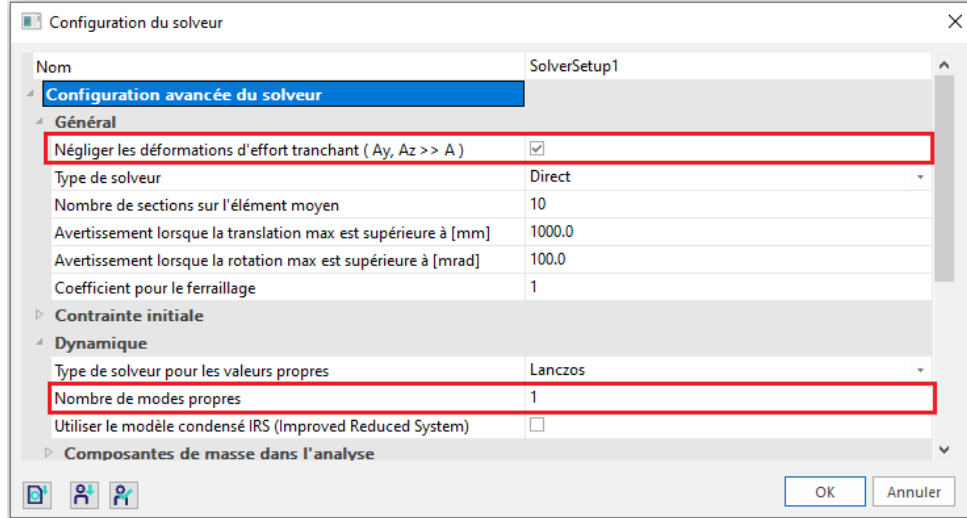 Configuration du solveur
Nom SolverSetup1
Configuration avancée du solveur
Général
Négliger les déformations d'effort tranchant ( Ay, Az >> A )
Type de solveur Direct
Nombre de sections sur l'élément moyen 10
Avertissement lorsque la translation max est supérieure à [mm] 1000.0
Avertissement lorsque la rotation max est supérieure à [mrad] 100.0
Coefficient pour le ferraillage 1
Contrainte initiale
Dynamique
Type de solveur pour les valeurs propres Lanczos
Nombre de modes propres 1
Utiliser le modèle condensé IRS (Improved Reduced System)
Composantes de masse dans l'analyse
OK Annuler